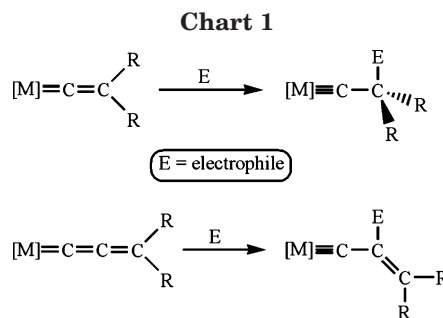 Chart 1
[M]=C=C R R E [M]≡C–C E R R
E = electrophile
[M]=C=C=C R R E [M]≡C–C E C R R